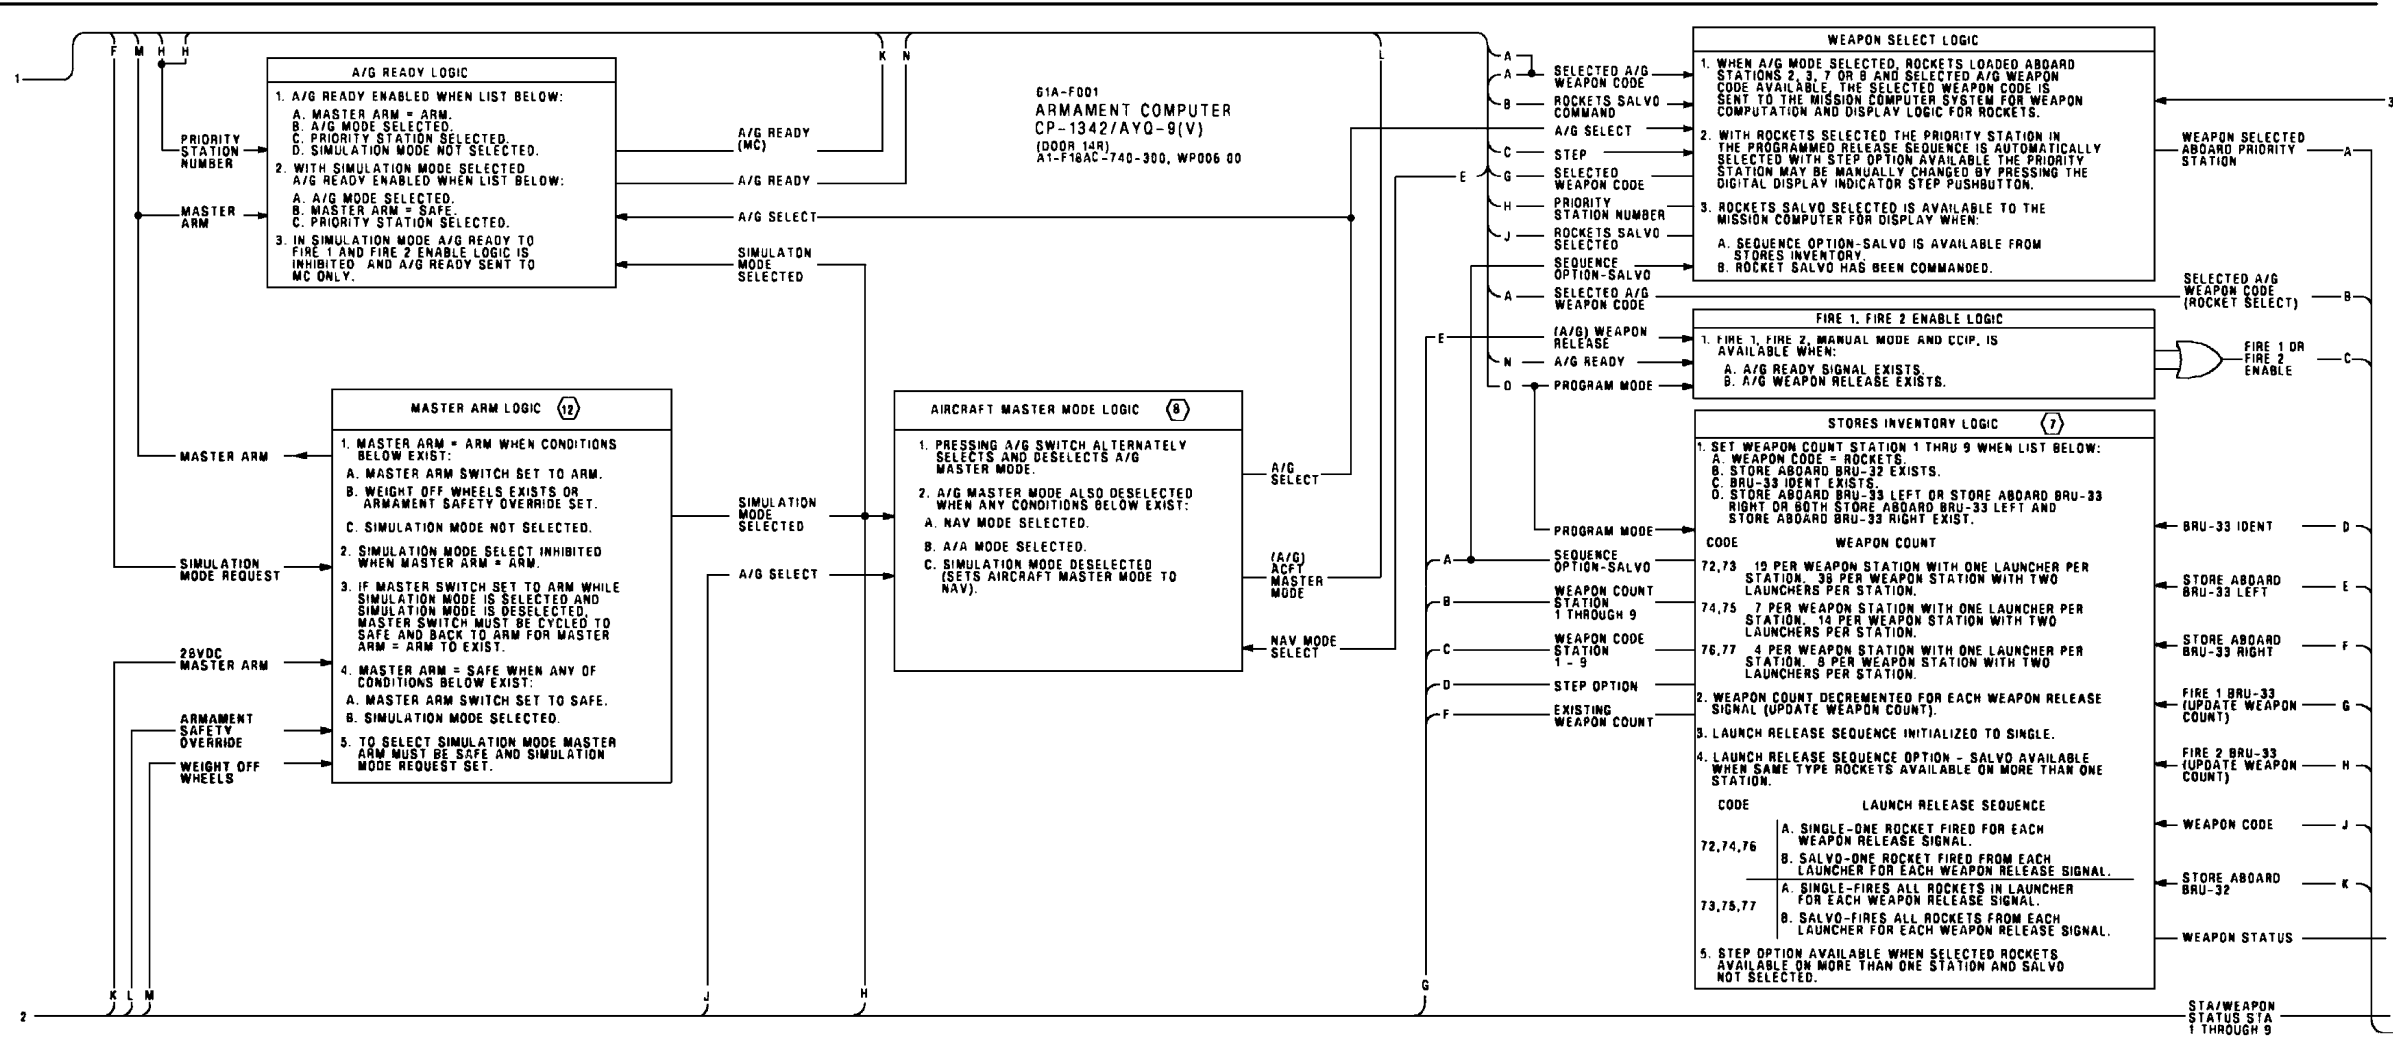 1
F
M
H
H
K
N
L
A/G READY LOGIC
1. A/G READY ENABLED WHEN LIST BELOW:
A. MASTER ARM = ARM.
B. A/G MODE SELECTED.
C. PRIORITY STATION SELECTED.
D. SIMULATION MODE NOT SELECTED.
2. WITH SIMULATION MODE SELECTED
A/G READY ENABLED WHEN LIST BELOW:
A. A/G MODE SELECTED.
B. MASTER ARM = SAFE.
C. PRIORITY STATION SELECTED.
3. IN SIMULATION MODE A/G READY TO
FIRE 1 AND FIRE 2 ENABLE LOGIC IS
INHIBITED AND A/G READY SENT TO
MC ONLY.
PRIORITY
STATION
NUMBER
MASTER
ARM
A/G READY
(MC)
A/G READY
A/G SELECT
SIMULATON
MODE
SELECTED
61A-F001
ARMAMENT COMPUTER
CP-1342/AYQ-9(V)
(DOOR 14R)
A1-F18AC-740-300, WP006 00
MASTER ARM LOGIC 12
1. MASTER ARM = ARM WHEN CONDITIONS
BELOW EXIST:
A. MASTER ARM SWITCH SET TO ARM.
B. WEIGHT OFF WHEELS EXISTS OR
ARMAMENT SAFETY OVERRIDE SET.
C. SIMULATION MODE NOT SELECTED.
2. SIMULATION MODE SELECT INHIBITED
WHEN MASTER ARM = ARM.
3. IF MASTER SWITCH SET TO ARM WHILE
SIMULATION MODE IS SELECTED AND
SIMULATION MODE IS DESELECTED,
MASTER SWITCH MUST BE CYCLED TO
SAFE AND BACK TO ARM FOR MASTER
ARM = ARM TO EXIST.
4. MASTER ARM = SAFE WHEN ANY OF
CONDITIONS BELOW EXIST:
A. MASTER ARM SWITCH SET TO SAFE.
B. SIMULATION MODE SELECTED.
5. TO SELECT SIMULATION MODE MASTER
ARM MUST BE SAFE AND SIMULATION
MODE REQUEST SET.
MASTER ARM
SIMULATION
MODE REQUEST
28VDC
MASTER ARM
ARMAMENT
SAFETY
OVERRIDE
WEIGHT OFF
WHEELS
SIMULATION
MODE
SELECTED
A/G SELECT
AIRCRAFT MASTER MODE LOGIC 8
1. PRESSING A/G SWITCH ALTERNATELY
SELECTS AND DESELECTS A/G
MASTER MODE.
2. A/G MASTER MODE ALSO DESELECTED
WHEN ANY CONDITIONS BELOW EXIST:
A. NAV MODE SELECTED.
B. A/A MODE SELECTED.
C. SIMULATION MODE DESELECTED
(SETS AIRCRAFT MASTER MODE TO
NAV).
A/G
SELECT
(A/G)
ACFT
MASTER
MODE
NAV MODE
SELECT
K
L
M
J
H
G
2
E
A
A
B
C
G
H
J
A
SELECTED A/G
WEAPON CODE
ROCKETS SALVO
COMMAND
A/G SELECT
STEP
SELECTED
WEAPON CODE
PRIORITY
STATION NUMBER
ROCKETS SALVO
SELECTED
SEQUENCE
OPTION-SALVO
SELECTED A/G
WEAPON CODE
WEAPON SELECT LOGIC
1. WHEN A/G MODE SELECTED, ROCKETS LOADED ABOARD
STATIONS 2, 3, 7 OR 8 AND SELECTED A/G WEAPON
CODE AVAILABLE, THE SELECTED WEAPON CODE IS
SENT TO THE MISSION COMPUTER SYSTEM FOR WEAPON
COMPUTATION AND DISPLAY LOGIC FOR ROCKETS.
2. WITH ROCKETS SELECTED THE PRIORITY STATION IN
THE PROGRAMMED RELEASE SEQUENCE IS AUTOMATICALLY
SELECTED WITH STEP OPTION AVAILABLE THE PRIORITY
STATION MAY BE MANUALLY CHANGED BY PRESSING THE
DIGITAL DISPLAY INDICATOR STEP PUSHBUTTON.
3. ROCKETS SALVO SELECTED IS AVAILABLE TO THE
MISSION COMPUTER FOR DISPLAY WHEN:
A. SEQUENCE OPTION-SALVO IS AVAILABLE FROM
STORES INVENTORY.
B. ROCKET SALVO HAS BEEN COMMANDED.
3
WEAPON SELECTED
ABOARD PRIORITY
STATION
A
SELECTED A/G
WEAPON CODE
(ROCKET SELECT)
B
E
N
D
(A/G) WEAPON
RELEASE
A/G READY
PROGRAM MODE
FIRE 1, FIRE 2 ENABLE LOGIC
1. FIRE 1, FIRE 2, MANUAL MODE AND CCIP, IS
AVAILABLE WHEN:
A. A/G READY SIGNAL EXISTS.
B. A/G WEAPON RELEASE EXISTS.
FIRE 1 OR
FIRE 2
ENABLE
C
STORES INVENTORY LOGIC 7
1. SET WEAPON COUNT STATION 1 THRU 9 WHEN LIST BELOW:
A. WEAPON CODE = ROCKETS.
B. STORE ABOARD BRU-32 EXISTS.
C. BRU-33 IDENT EXISTS.
D. STORE ABOARD BRU-33 LEFT OR STORE ABOARD BRU-33
RIGHT OR BOTH STORE ABOARD BRU-33 LEFT AND
STORE ABOARD BRU-33 RIGHT EXIST.
CODE WEAPON COUNT
72,73 19 PER WEAPON STATION WITH ONE LAUNCHER PER
STATION. 38 PER WEAPON STATION WITH TWO
LAUNCHERS PER STATION.
74,75 7 PER WEAPON STATION WITH ONE LAUNCHER PER
STATION. 14 PER WEAPON STATION WITH TWO
LAUNCHERS PER STATION.
76,77 4 PER WEAPON STATION WITH ONE LAUNCHER PER
STATION. 8 PER WEAPON STATION WITH TWO
LAUNCHERS PER STATION.
2. WEAPON COUNT DECREMENTED FOR EACH WEAPON RELEASE
SIGNAL (UPDATE WEAPON COUNT).
3. LAUNCH RELEASE SEQUENCE INITIALIZED TO SINGLE.
4. LAUNCH RELEASE SEQUENCE OPTION - SALVO AVAILABLE
WHEN SAME TYPE ROCKETS AVAILABLE ON MORE THAN ONE
STATION.
CODE LAUNCH RELEASE SEQUENCE
72,74,76
A. SINGLE-ONE ROCKET FIRED FOR EACH
WEAPON RELEASE SIGNAL.
B. SALVO-ONE ROCKET FIRED FROM EACH
LAUNCHER FOR EACH WEAPON RELEASE SIGNAL.
73,75,77
A. SINGLE-FIRES ALL ROCKETS IN LAUNCHER
FOR EACH WEAPON RELEASE SIGNAL.
B. SALVO-FIRES ALL ROCKETS FROM EACH
LAUNCHER FOR EACH WEAPON RELEASE SIGNAL.
5. STEP OPTION AVAILABLE WHEN SELECTED ROCKETS
AVAILABLE ON MORE THAN ONE STATION AND SALVO
NOT SELECTED.
PROGRAM MODE
A
SEQUENCE
OPTION-SALVO
B
WEAPON COUNT
STATION
1 THROUGH 9
C
WEAPON CODE
STATION
1 - 9
D
STEP OPTION
F
EXISTING
WEAPON COUNT
BRU-33 IDENT
D
STORE ABOARD
BRU-33 LEFT
E
STORE ABOARD
BRU-33 RIGHT
F
FIRE 1 BRU-33
(UPDATE WEAPON
COUNT)
G
FIRE 2 BRU-33
(UPDATE WEAPON
COUNT)
H
WEAPON CODE
J
STORE ABOARD
BRU-32
K
WEAPON STATUS
STA/WEAPON
STATUS STA
1 THROUGH 9